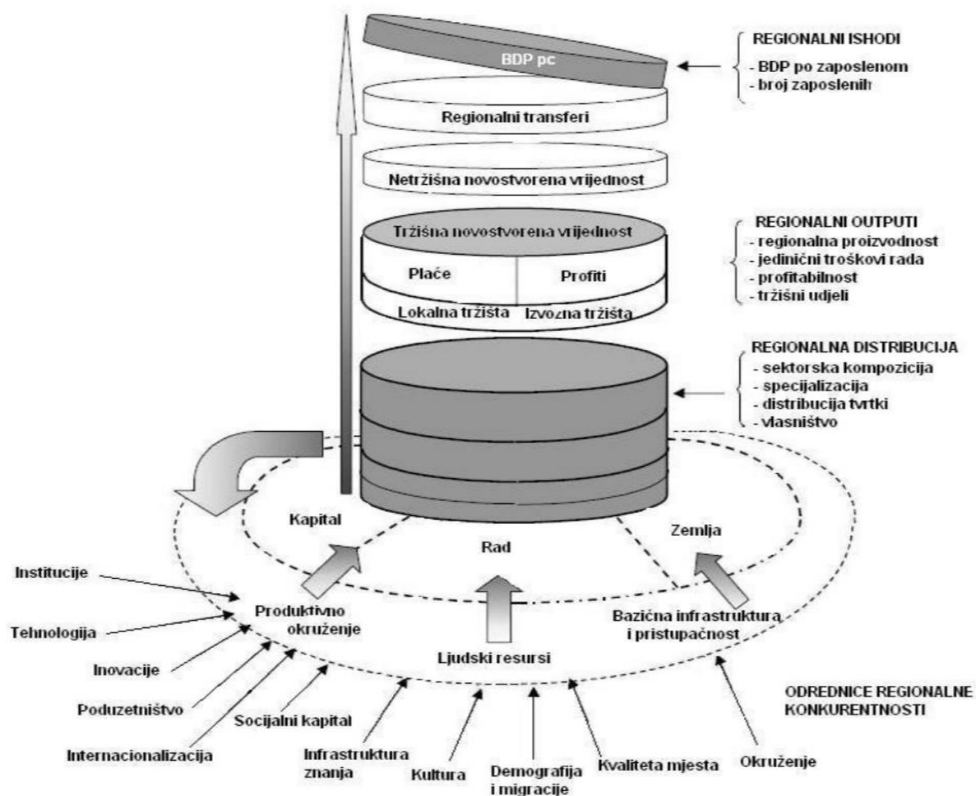 BDP pc
Regionalni transferi
Netržišna novostvorena vrijednost
Tržišna novostvorena vrijednost
Plaće
Profiti
Lokalna tržišta
Izvozna tržišta
REGIONALNI ISHODI
- BDP po zaposlenom
- broj zaposlenih
REGIONALNI OUTPUTI
- regionalna proizvodnost
- jedinični troškovi rada
- profitabilnost
- tržišni udjeli
REGIONALNA DISTRIBUCIJA
- sektorska kompozicija
- specijalizacija
- distribucija tvrtki
- vlasništvo
Kapital
Rad
Zemlja
Produktivno
okruženje
Ljudski resursi
Bazična infrastruktura
i pristupačnost
Institucije
Tehnologija
Inovacije
Poduzetništvo
Internacionalizacija
Socijalni kapital
Infrastruktura
znanja
Kultura
Demografija
i migracije
Kvaliteta mjesta
Okruženje
ODREDNICE REGIONALNE
KONKURENTNOSTI